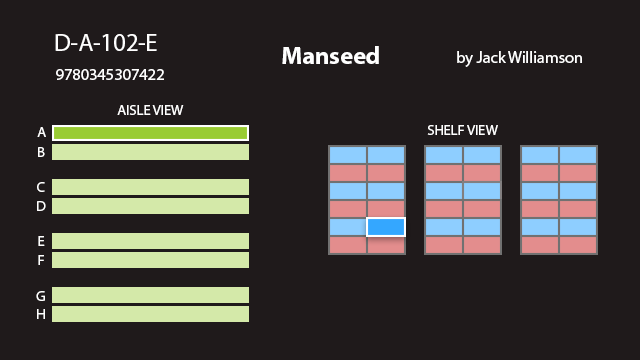 D-A-102-E
9780345307422
Manseed
by Jack Williamson
AISLE VIEW
A
B
C
D
E
F
G
H
SHELF VIEW